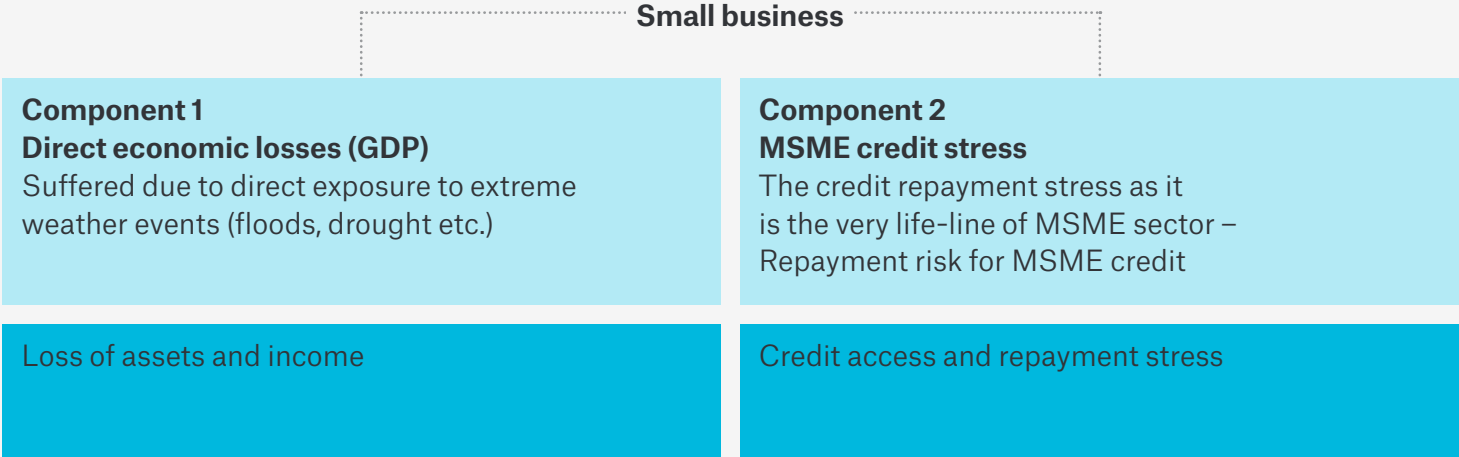 Small business
Component 1
Direct economic losses (GDP)
Suffered due to direct exposure to extreme
weather events (floods, drought etc.)
Loss of assets and income
Component 2
MSME credit stress
The credit repayment stress as it
is the very life-line of MSME sector –
Repayment risk for MSME credit
Credit access and repayment stress